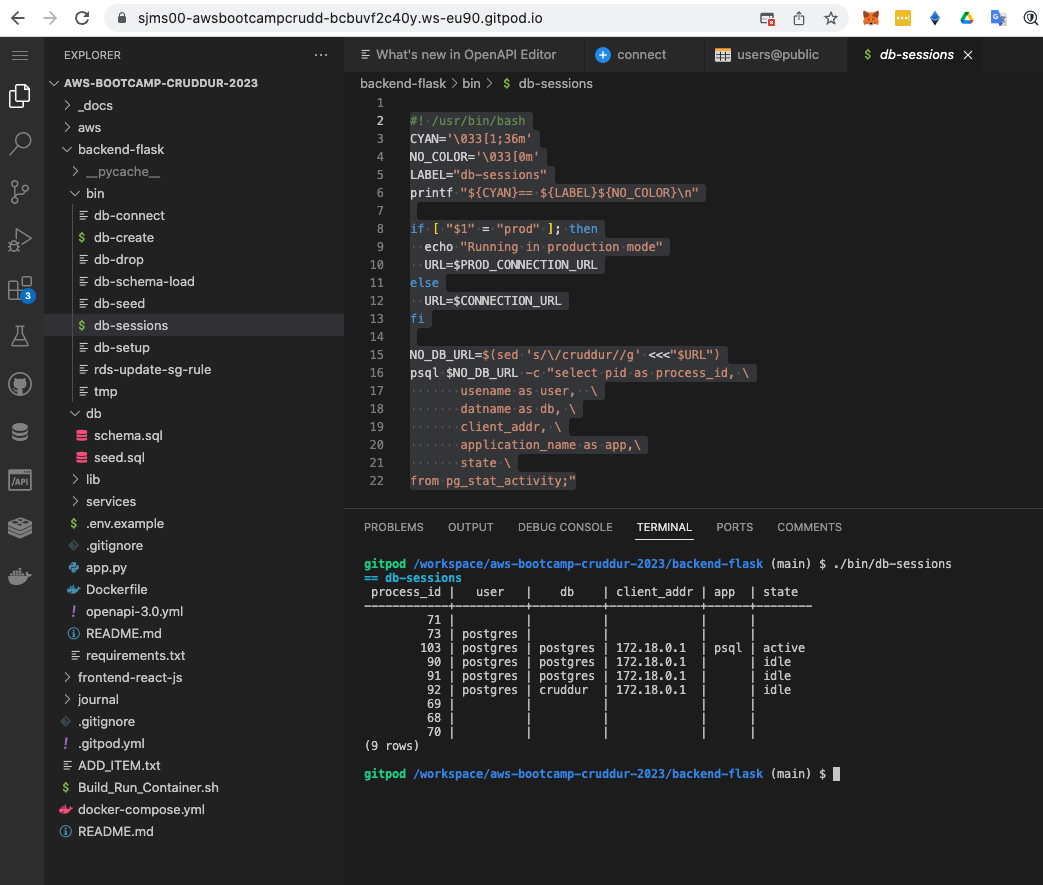 sjms00-awsbootcampcrudd-bcbuvf2c40y.ws-eu90.gitpod.io
EXPLORER
AWS-BOOTCAMP-CRUDDUR-2023
_docs
aws
backend-flask
__pycache__
bin
db-connect
$ db-create
db-drop
db-schema-load
db-seed
$ db-sessions
db-setup
rds-update-sg-rule
tmp
db
schema.sql
seed.sql
lib
services
$ .env.example
.gitignore
app.py
Dockerfile
! openapi-3.0.yml
README.md
requirements.txt
frontend-react-js
journal
.gitignore
! .gitpod.yml
ADD_ITEM.txt
$ Build_Run_Container.sh
docker-compose.yml
README.md
3
/API
What's new in OpenAPI Editor
connect
users@public
$ db-sessions
backend-flask > bin > $ db-sessions
1
2 #! /usr/bin/bash
3 CYAN='\033[1;36m'
4 NO_COLOR='\033[0m'
5 LABEL="db-sessions"
6 printf "${CYAN}== ${LABEL}${NO_COLOR}\n"
7
8 if [ "$1" = "prod" ]; then
9   echo "Running in production mode"
10   URL=$PROD_CONNECTION_URL
11 else
12   URL=$CONNECTION_URL
13 fi
14
15 NO_DB_URL=$(sed 's/\/cruddur//g' <<<"$URL")
16 psql $NO_DB_URL -c "select pid as process_id, \
17        usename as user,  \
18        datname as db, \
19        client_addr, \
20        application_name as app,\
21        state \
22 from pg_stat_activity;"
PROBLEMS OUTPUT DEBUG CONSOLE TERMINAL PORTS COMMENTS
gitpod /workspace/aws-bootcamp-cruddur-2023/backend-flask (main) $ ./bin/db-sessions
== db-sessions
 process_id |   user   |    db    | client_addr | app  | state
------------+----------+----------+-------------+------+--------
         71 |          |          |             |      |
         73 | postgres |          |             |      |
        103 | postgres | postgres | 172.18.0.1  | psql | active
         90 | postgres | postgres | 172.18.0.1  |      | idle
         91 | postgres | postgres | 172.18.0.1  |      | idle
         92 | postgres | cruddur  | 172.18.0.1  |      | idle
         69 |          |          |             |      |
         68 |          |          |             |      |
         70 |          |          |             |      |
(9 rows)
gitpod /workspace/aws-bootcamp-cruddur-2023/backend-flask (main) $